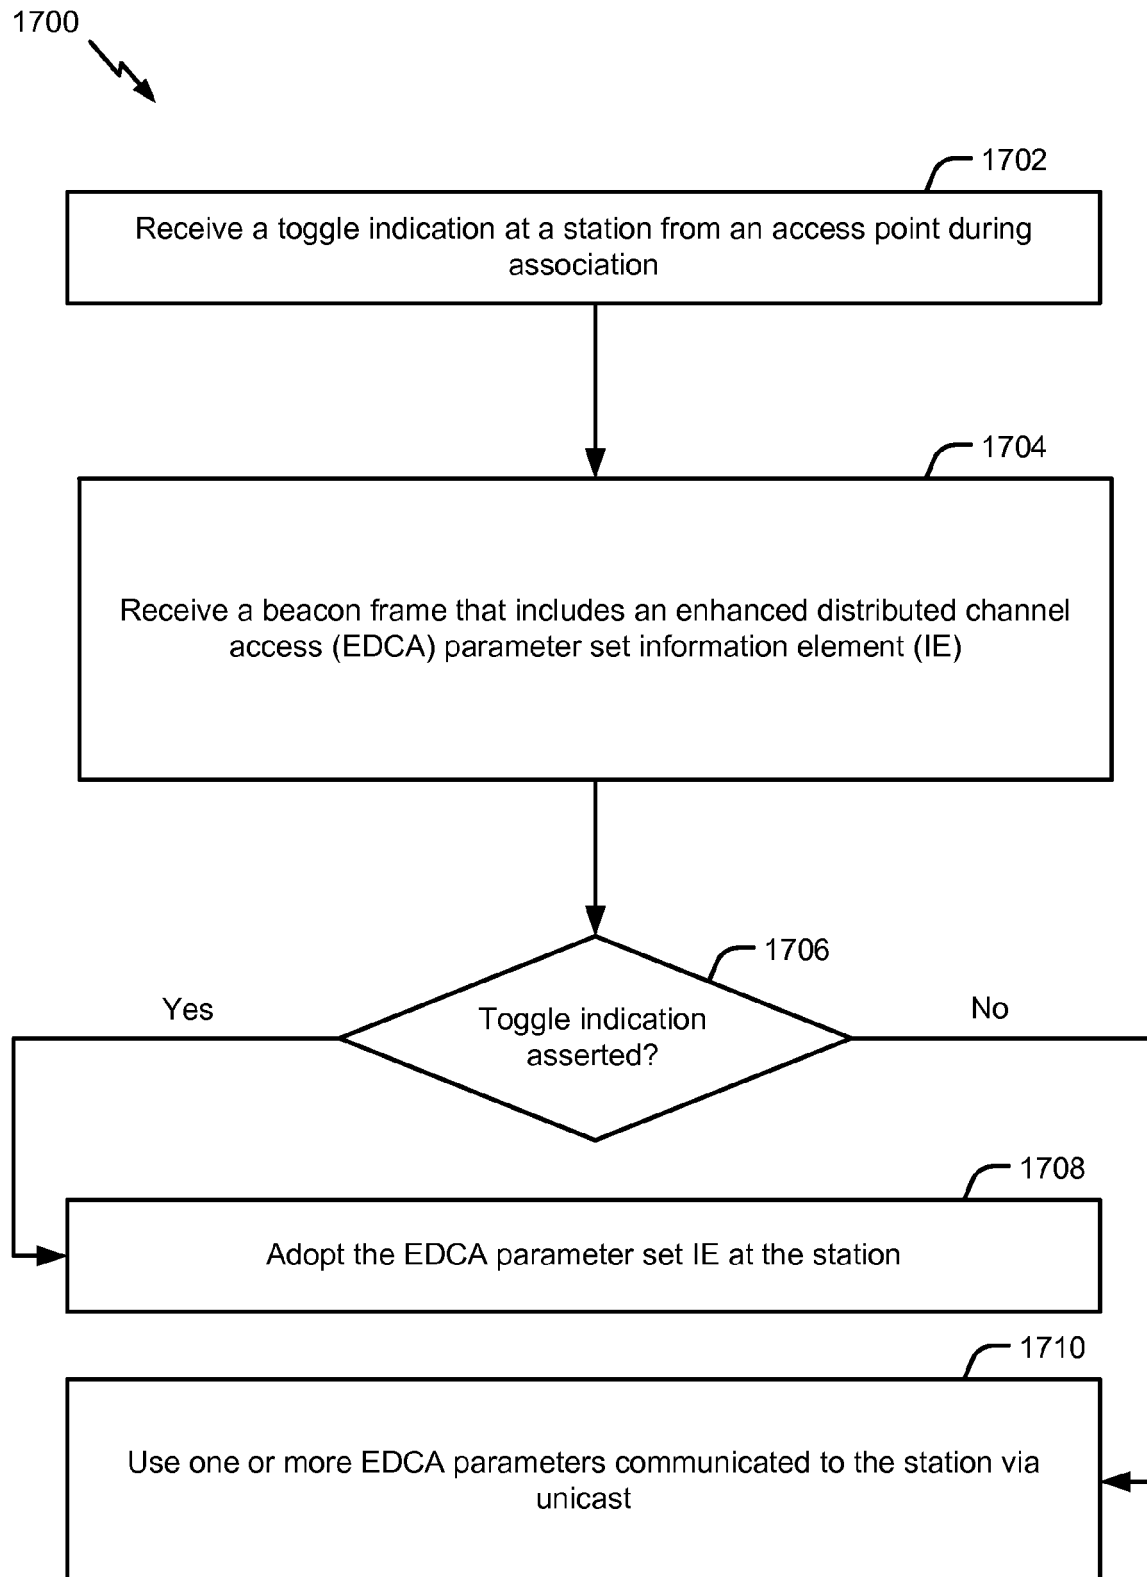 1700
1702
Receive a toggle indication at a station from an access point during
association
1704
Receive a beacon frame that includes an enhanced distributed channel
access (EDCA) parameter set information element (IE)
1706
Yes
No
Toggle indication
asserted?
1708
Adopt the EDCA parameter set IE at the station
1710
Use one or more EDCA parameters communicated to the station via
unicast